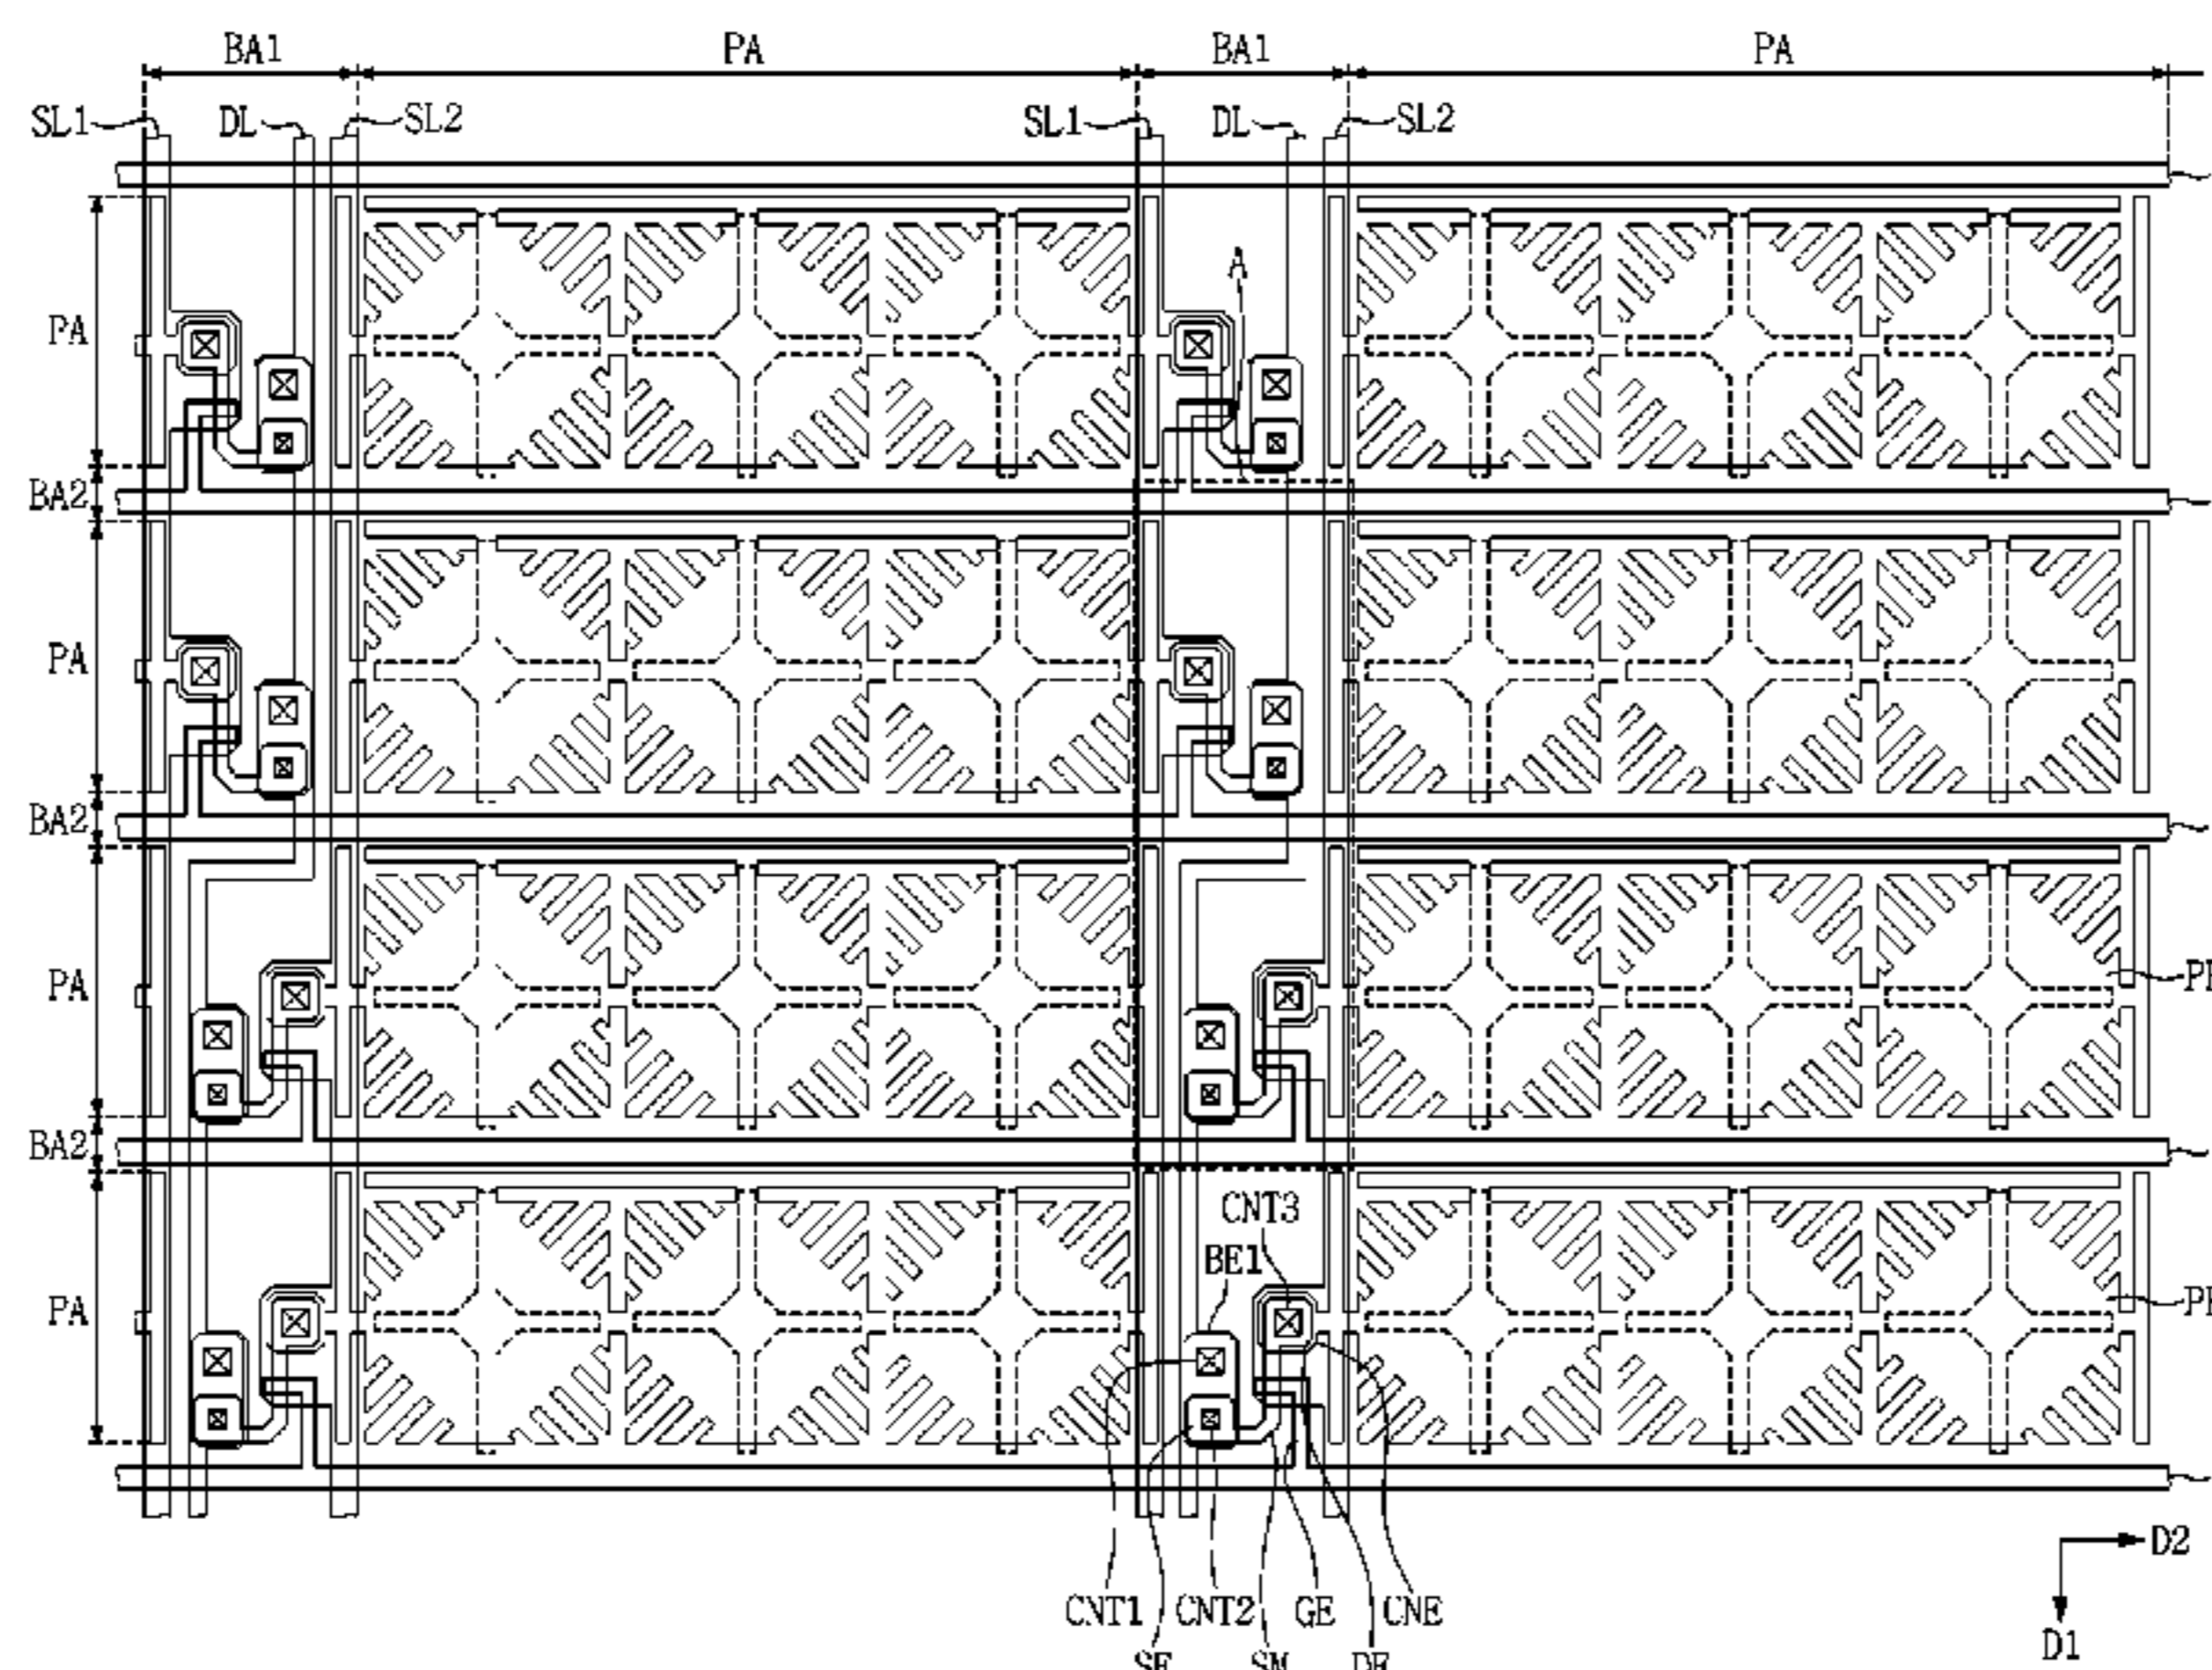 BA1 PA BA1 PA
SL1 DL SL2 SL1 DL SL2
A
PA
BA2
PA
BA2
PA
BA2
CNT3
BE1
PA
D2
CNT1 CNT2 GE CNE
D1
SM